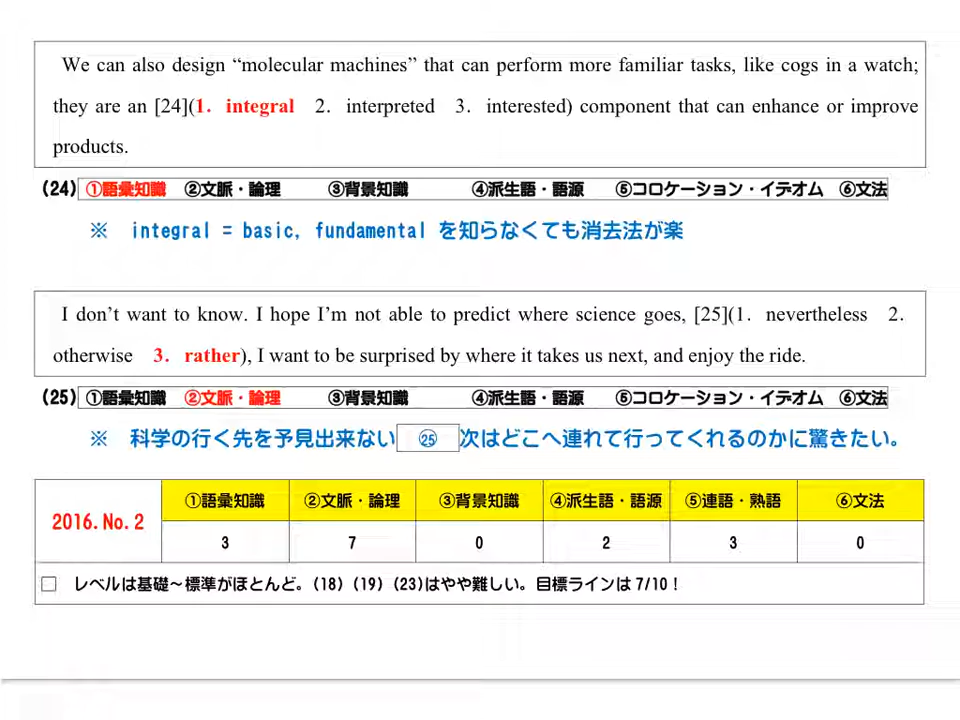 We can also design “molecular machines” that can perform more familiar tasks, like cogs in a watch;
they are an [24](1. integral 2. interpreted 3. interested) component that can enhance or improve
products.
(24) ①語彙知識 ②文脈・論理 ③背景知識 ④派生語・語源 ⑤コロケーション・イデオム ⑥文法
※ integral = basic, fundamental を知らなくても消去法が楽
I don’t want to know. I hope I’m not able to predict where science goes, [25](1. nevertheless 2.
otherwise 3. rather), I want to be surprised by where it takes us next, and enjoy the ride.
(25) ①語彙知識 ②文脈・論理 ③背景知識 ④派生語・語源 ⑤コロケーション・イデオム ⑥文法
※ 科学の行く先を予見出来ない ㉕ 次はどこへ連れて行ってくれるのかに驚きたい。
2016. No. 2 ①語彙知識 ②文脈・論理 ③背景知識 ④派生語・語源 ⑤連語・熟語 ⑥文法
3 7 0 2 3 0
□ レベルは基礎～標準がほとんど。(18) (19) (23)はやや難しい。目標ラインは 7/10！